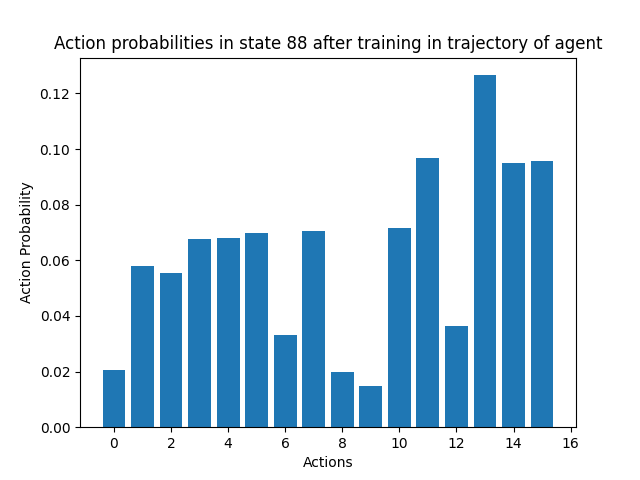 Action probabilities in state 88 after training in trajectory of agent
0.12
0.10
0.08
0.06
0.04
0.02
0.00
Action Probability
0 2 4 6 8 10 12 14 16
Actions